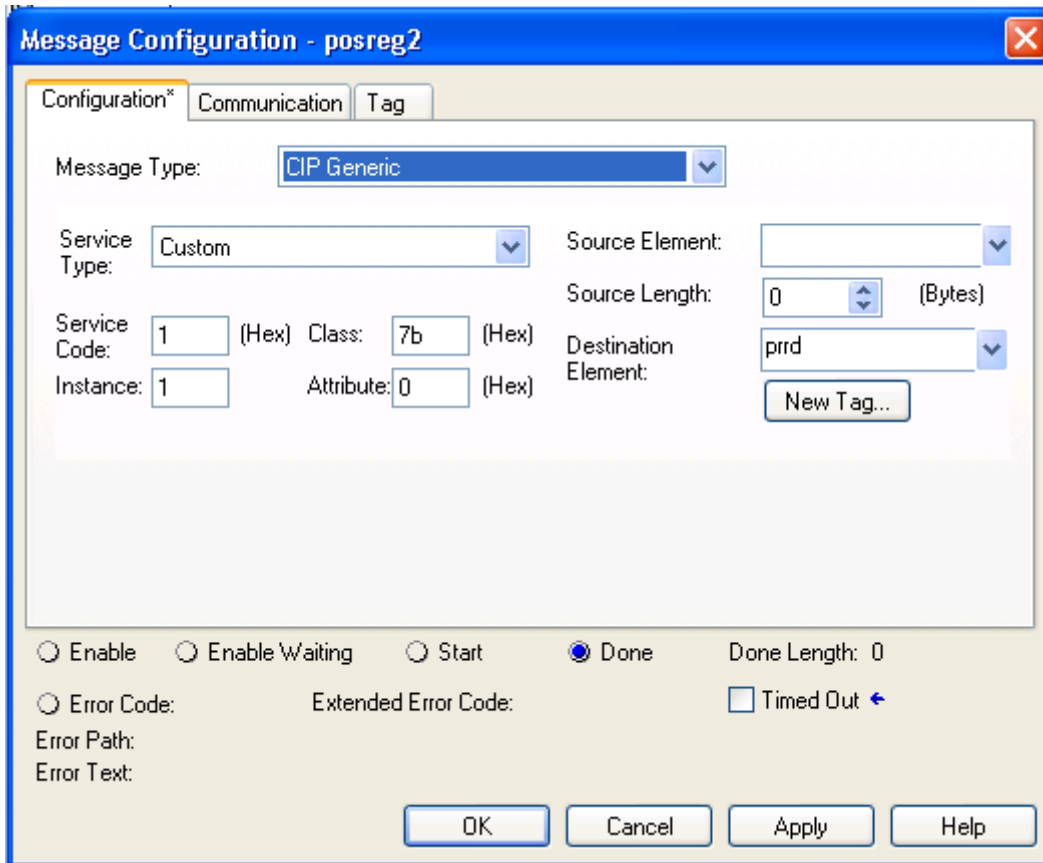 Message Configuration - posreg2
Configuration* Communication Tag
Message Type: CIP Generic
Service Type: Custom
Source Element:
Source Length: 0 (Bytes)
Service Code: 1 (Hex) Class: 7b (Hex)
Destination Element: prrd
Instance: 1 Attribute: 0 (Hex)
New Tag...
Enable Enable Waiting Start Done Done Length: 0
Error Code: Extended Error Code: Timed Out
Error Path:
Error Text:
OK Cancel Apply Help